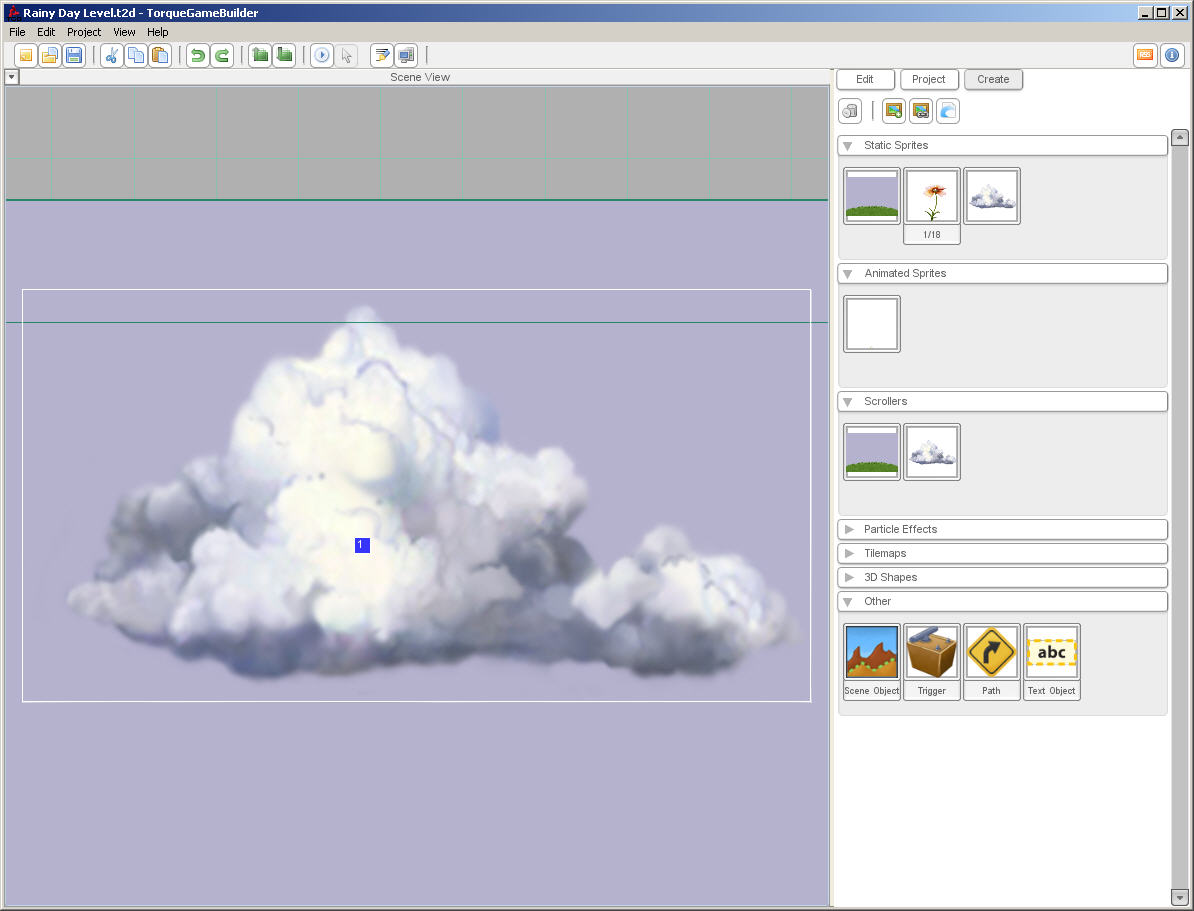 Rainy Day Level.t2d - TorqueGameBuilder
File Edit Project View Help
Scene View
Edit Project Create
Static Sprites
1/18
Animated Sprites
Scrollers
1
Particle Effects
Tilemaps
3D Shapes
Other
abc
Scene Object Trigger Path Text Object